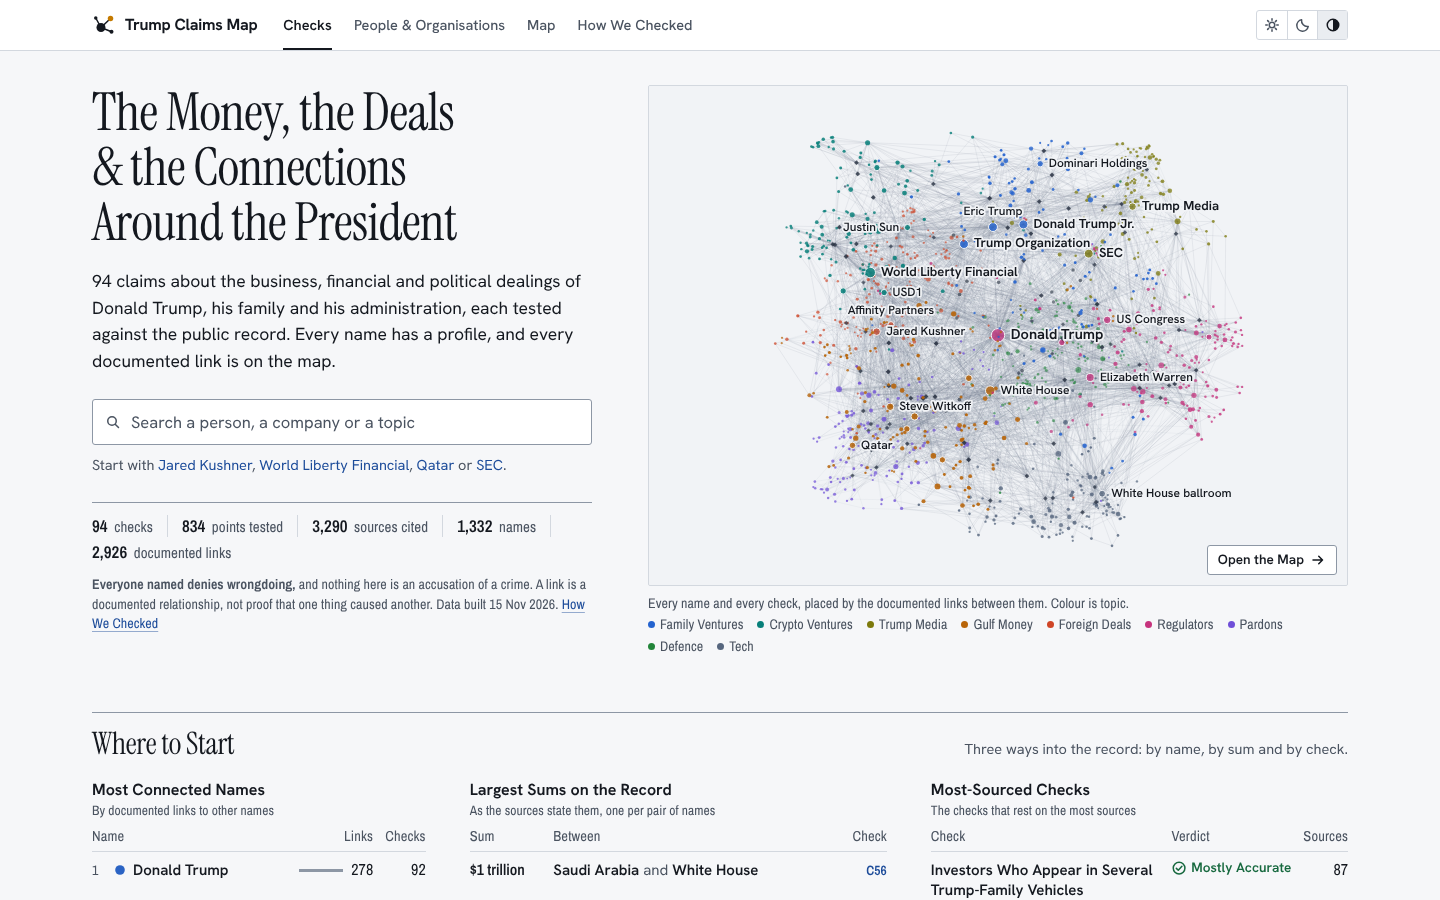 Trump Claims Map
Checks
People & Organisations
Map
How We Checked
The Money, the Deals
& the Connections
Around the President
94 claims about the business, financial and political dealings of
Donald Trump, his family and his administration, each tested
against the public record. Every name has a profile, and every
documented link is on the map.
Search a person, a company or a topic
Start with Jared Kushner, World Liberty Financial, Qatar or SEC.
94 checks
834 points tested
3,290 sources cited
1,332 names
2,926 documented links
Everyone named denies wrongdoing, and nothing here is an accusation of a crime. A link is a
documented relationship, not proof that one thing caused another. Data built 15 Nov 2026. How
We Checked
Dominari Holdings
Trump Media
Eric Trump
Donald Trump Jr.
Justin Sun
Trump Organization
SEC
World Liberty Financial
USD1
Affinity Partners
US Congress
Jared Kushner
Donald Trump
Elizabeth Warren
White House
Steve Witkoff
Qatar
White House ballroom
Open the Map
Every name and every check, placed by the documented links between them. Colour is topic.
Family Ventures
Crypto Ventures
Trump Media
Gulf Money
Foreign Deals
Regulators
Pardons
Defence
Tech
Where to Start
Three ways into the record: by name, by sum and by check.
Most Connected Names
By documented links to other names
Name Links Checks
1 Donald Trump 278 92
Largest Sums on the Record
As the sources state them, one per pair of names
Sum Between Check
$1 trillion Saudi Arabia and White House C56
Most-Sourced Checks
The checks that rest on the most sources
Check Verdict Sources
Investors Who Appear in Several Mostly Accurate 87
Trump-Family Vehicles